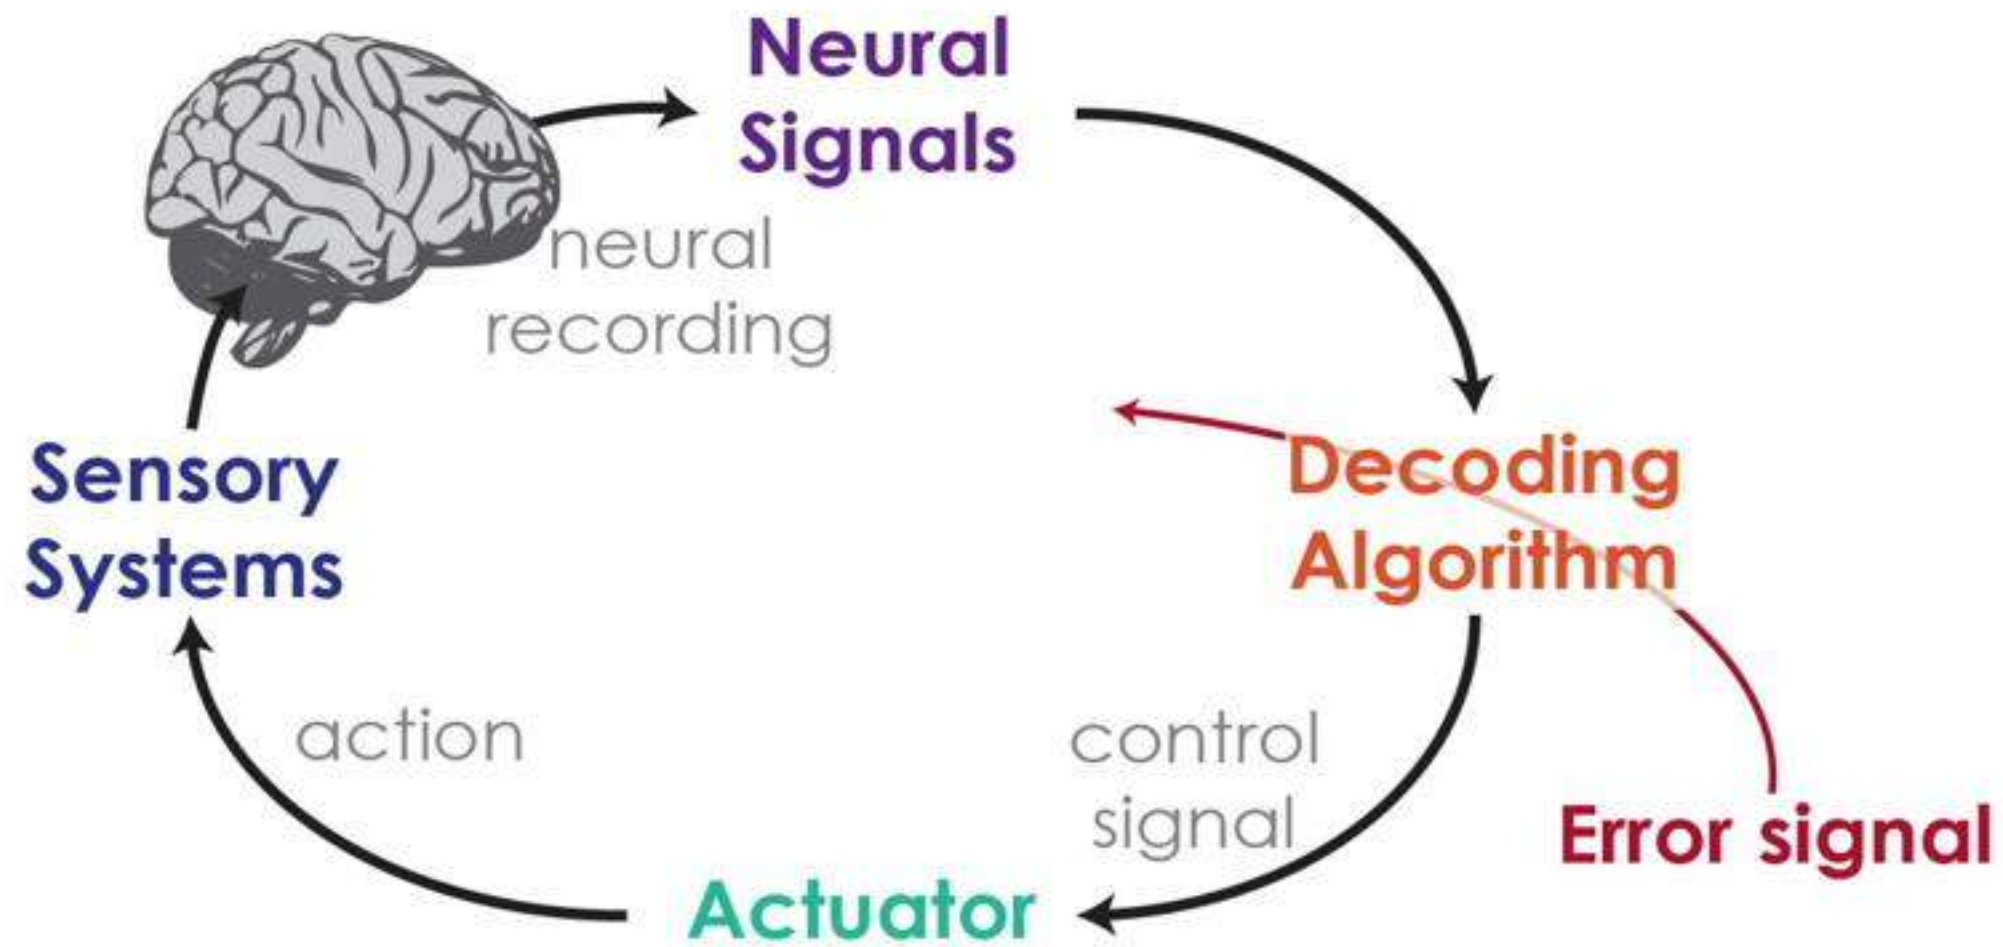 Neural
Signals
neural
recording
Sensory
Systems
Decoding
Algorithm
action
control
signal
Error signal
Actuator